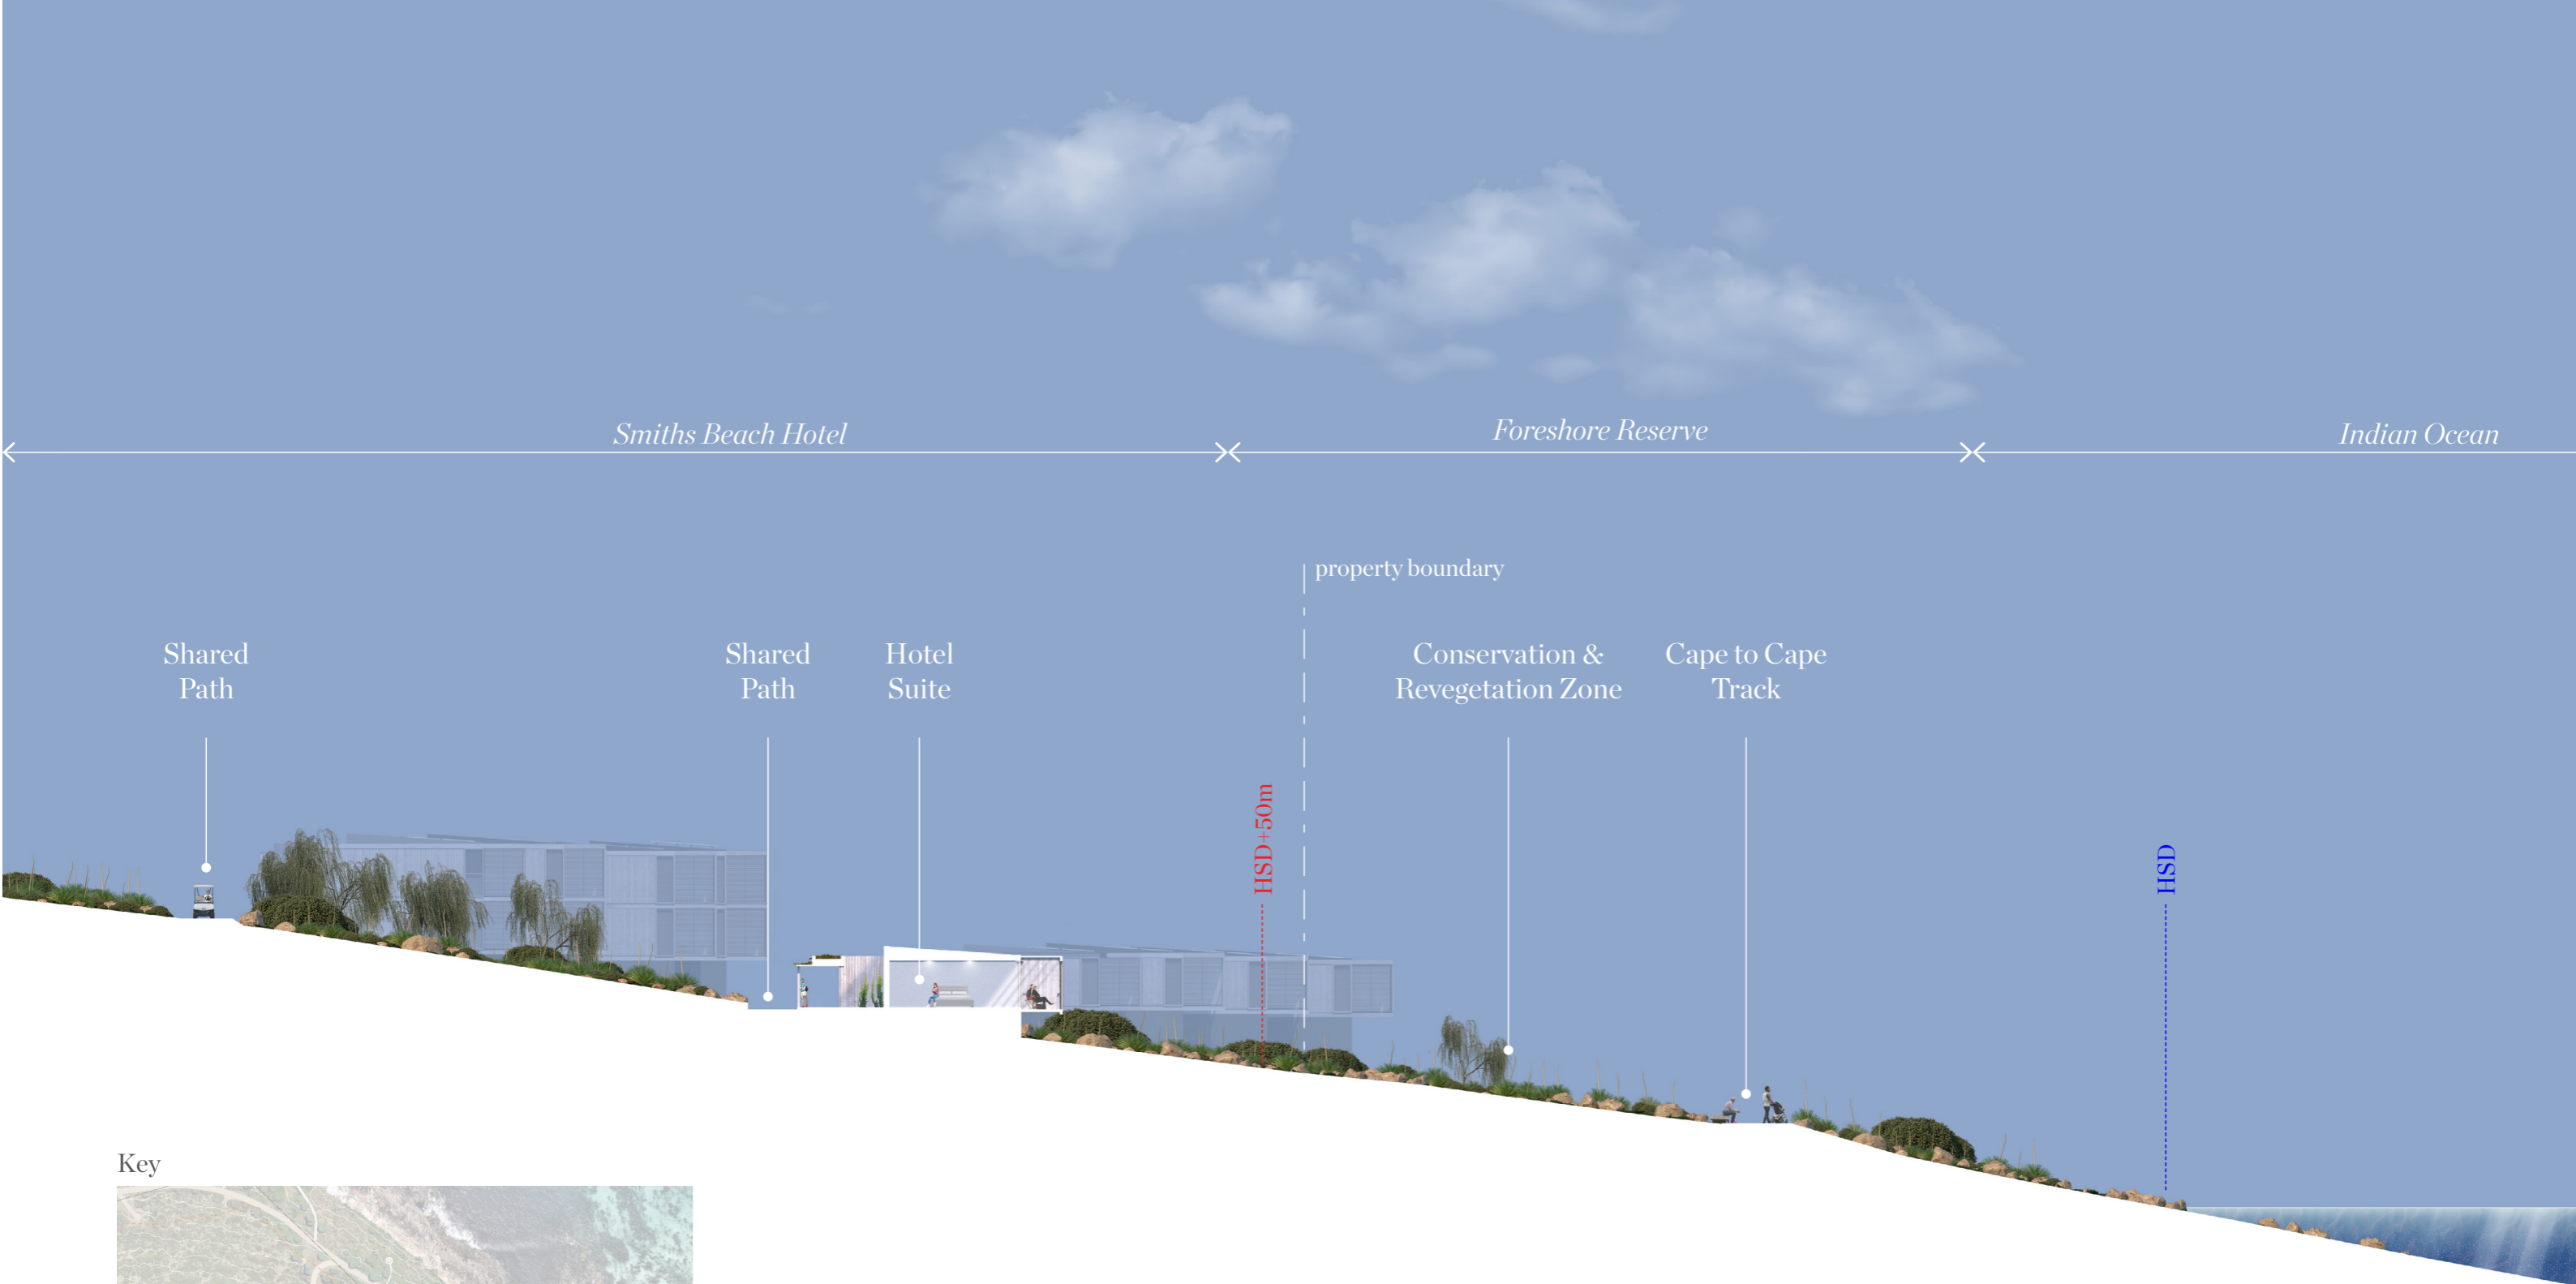 Smiths Beach Hotel
Foreshore Reserve
Indian Ocean
property boundary
Shared
Path
Shared
Path
Hotel
Suite
Conservation &
Revegetation Zone
Cape to Cape
Track
HSD+50m
HSD
Key